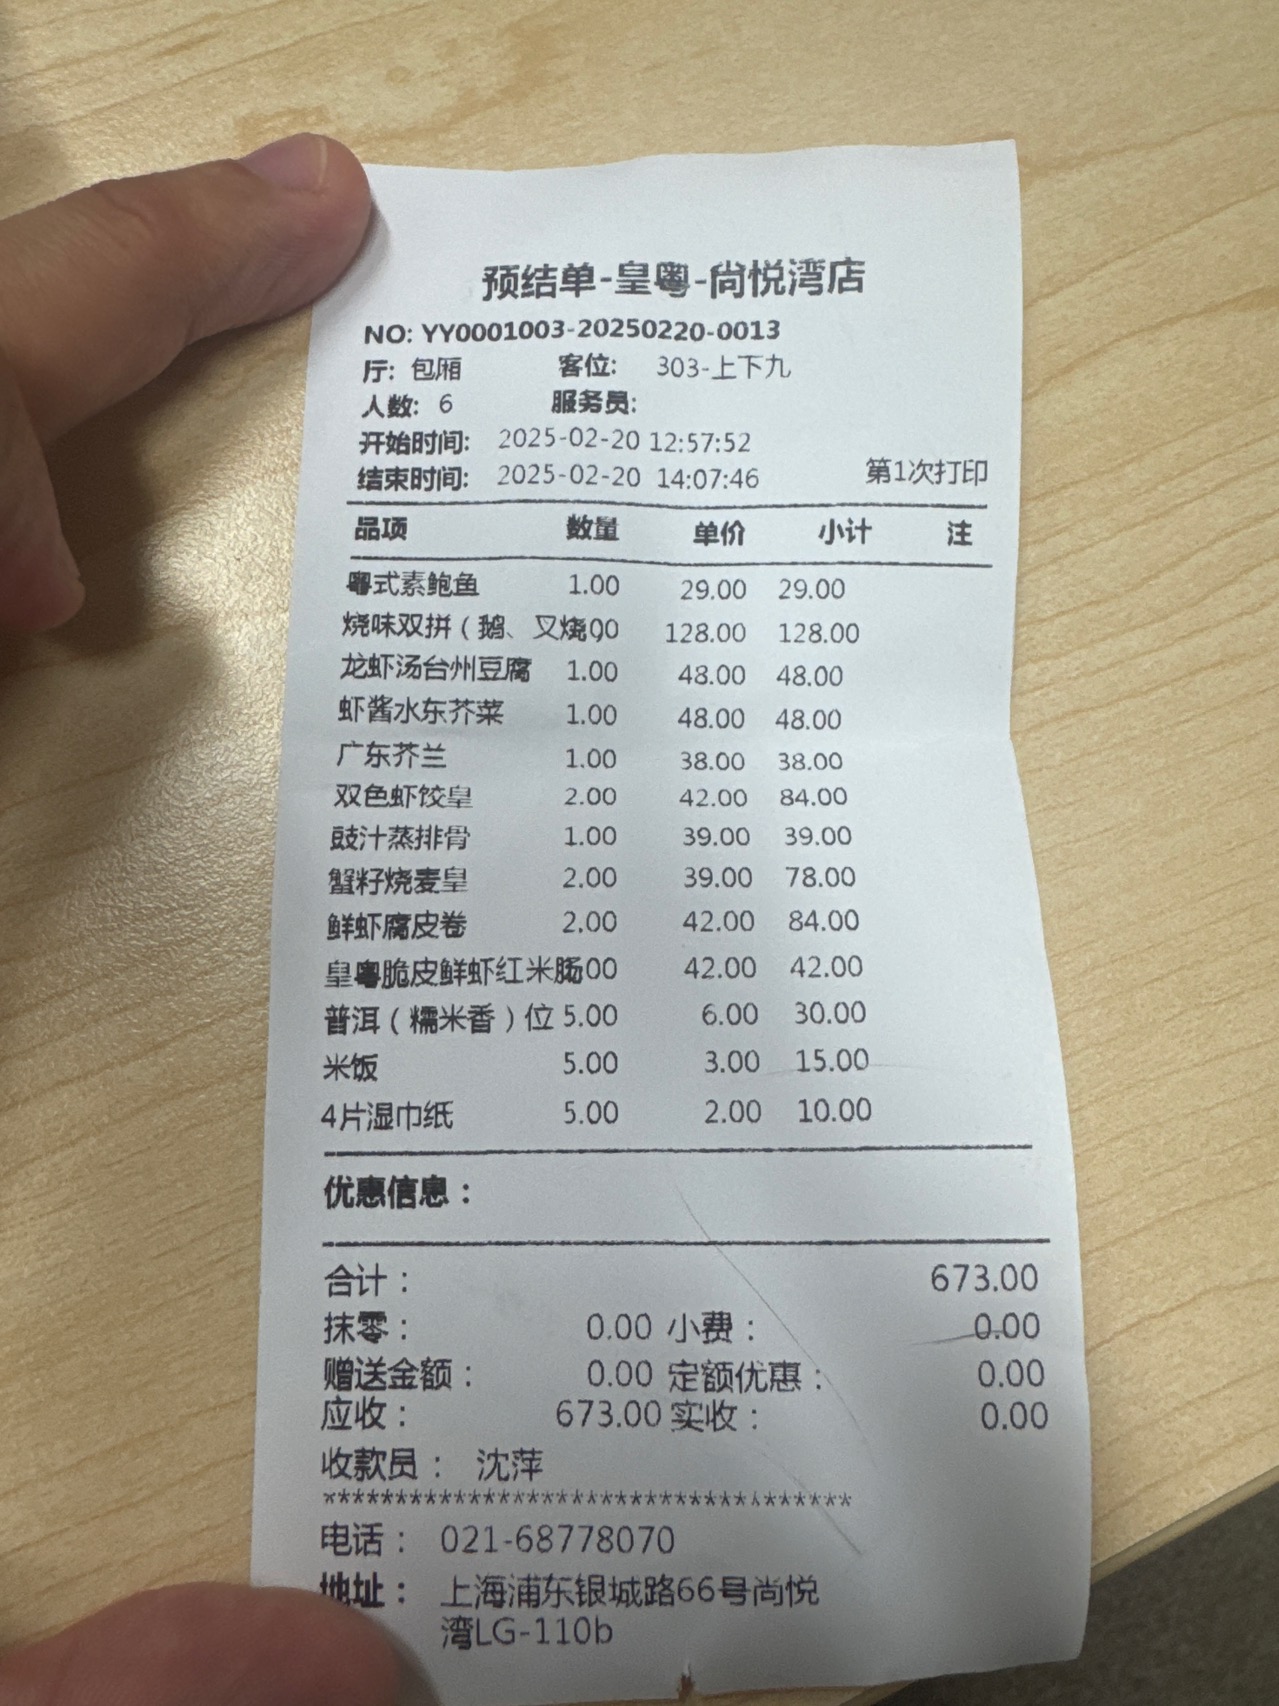 预结单-皇粤-尚悦湾店
NO: YY0001003-20250220-0013
厅: 包厢 客位: 303-上下九
人数: 6 服务员:
开始时间: 2025-02-20 12:57:52
结束时间: 2025-02-20 14:07:46 第1次打印
品项 数量 单价 小计 注
粤式素鲍鱼 1.00 29.00 29.00
烧味双拼(鹅、叉烧00 128.00 128.00
龙虾汤台州豆腐 1.00 48.00 48.00
虾酱水东芥菜 1.00 48.00 48.00
广东芥兰 1.00 38.00 38.00
双色虾饺皇 2.00 42.00 84.00
豉汁蒸排骨 1.00 39.00 39.00
蟹籽烧麦皇 2.00 39.00 78.00
鲜虾腐皮卷 2.00 42.00 84.00
皇粤脆皮鲜虾红米肠00 42.00 42.00
普洱(糯米香)位 5.00 6.00 30.00
米饭 5.00 3.00 15.00
4片湿巾纸 5.00 2.00 10.00
优惠信息:
合计: 673.00
抹零: 0.00 小费: 0.00
赠送金额: 0.00 定额优惠: 0.00
应收: 673.00 实收: 0.00
收款员: 沈萍
*************************************
电话: 021-68778070
地址: 上海浦东银城路66号尚悦
湾LG-110b